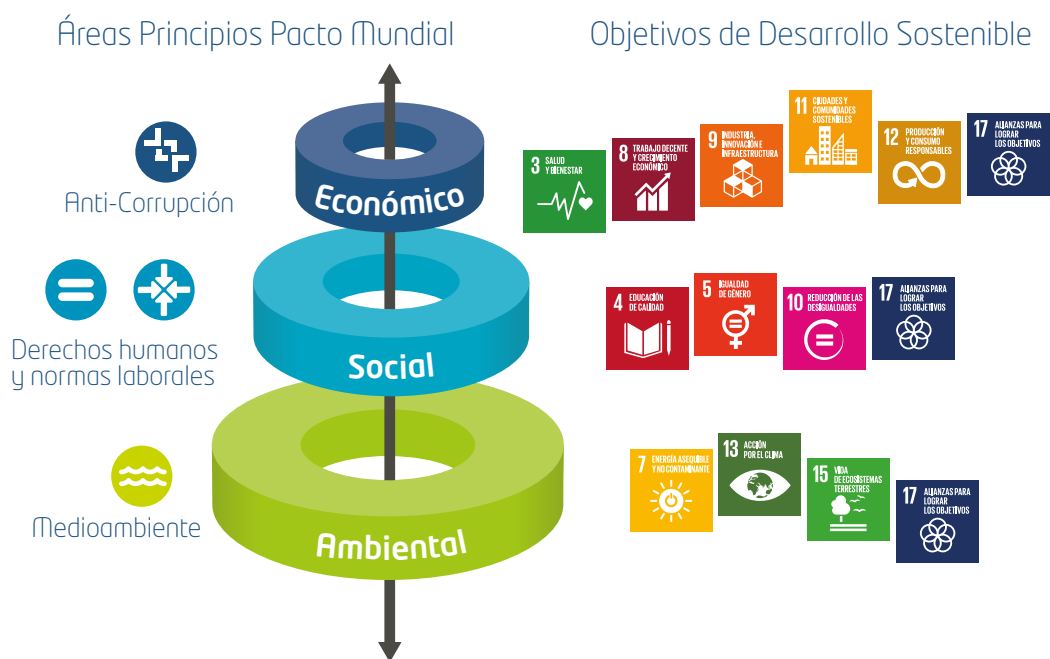 Áreas Principios Pacto Mundial
Objetivos de Desarrollo Sostenible
Anti-Corrupción
Económico
3 SALUD
Y BIENESTAR
8 TRABAJO DECENTE
Y CRECIMIENTO
ECONÓMICO
9 INDUSTRIA,
INNOVACIÓN E
INFRAESTRUCTURA
11 CIUDADES Y
COMUNIDADES
SOSTENIBLES
12 PRODUCCIÓN
Y CONSUMO
RESPONSABLES
17 ALIANZAS PARA
LOGRAR
LOS OBJETIVOS
Derechos humanos
y normas laborales
Social
4 EDUCACIÓN
DE CALIDAD
5 IGUALDAD
DE GÉNERO
10 REDUCCIÓN DE LAS
DESIGUALDADES
17 ALIANZAS PARA
LOGRAR
LOS OBJETIVOS
Medioambiente
Ambiental
7 ENERGÍA ASEQUIBLE
Y NO CONTAMINANTE
13 ACCIÓN
POR EL CLIMA
15 VIDA
DE ECOSISTEMAS
TERRESTRES
17 ALIANZAS PARA
LOGRAR
LOS OBJETIVOS